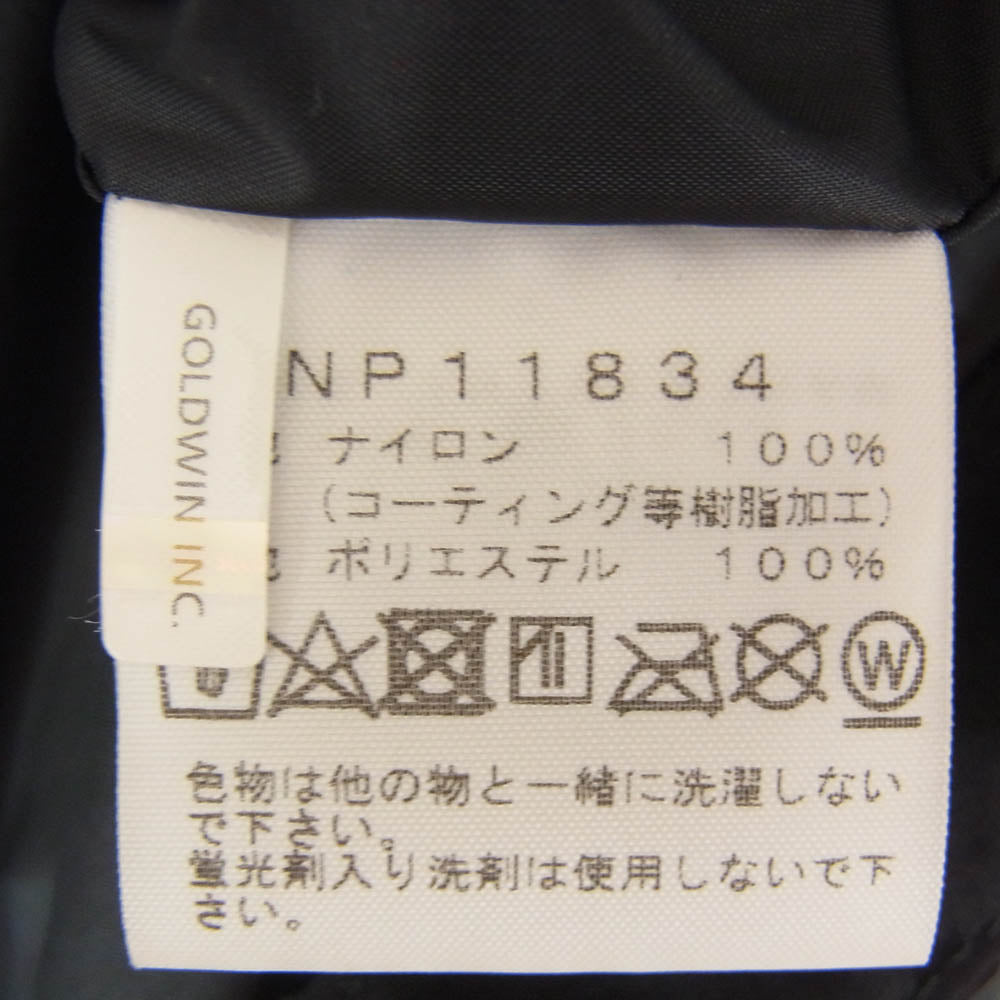 GOLDWIN INC.
NP11834
ナイロン 100%
(コーティング等樹脂加工)
ポリエステル 100%
W
色物は他の物と一緒に洗濯しない
で下さい。
蛍光剤入り洗剤は使用しないで下
さい。